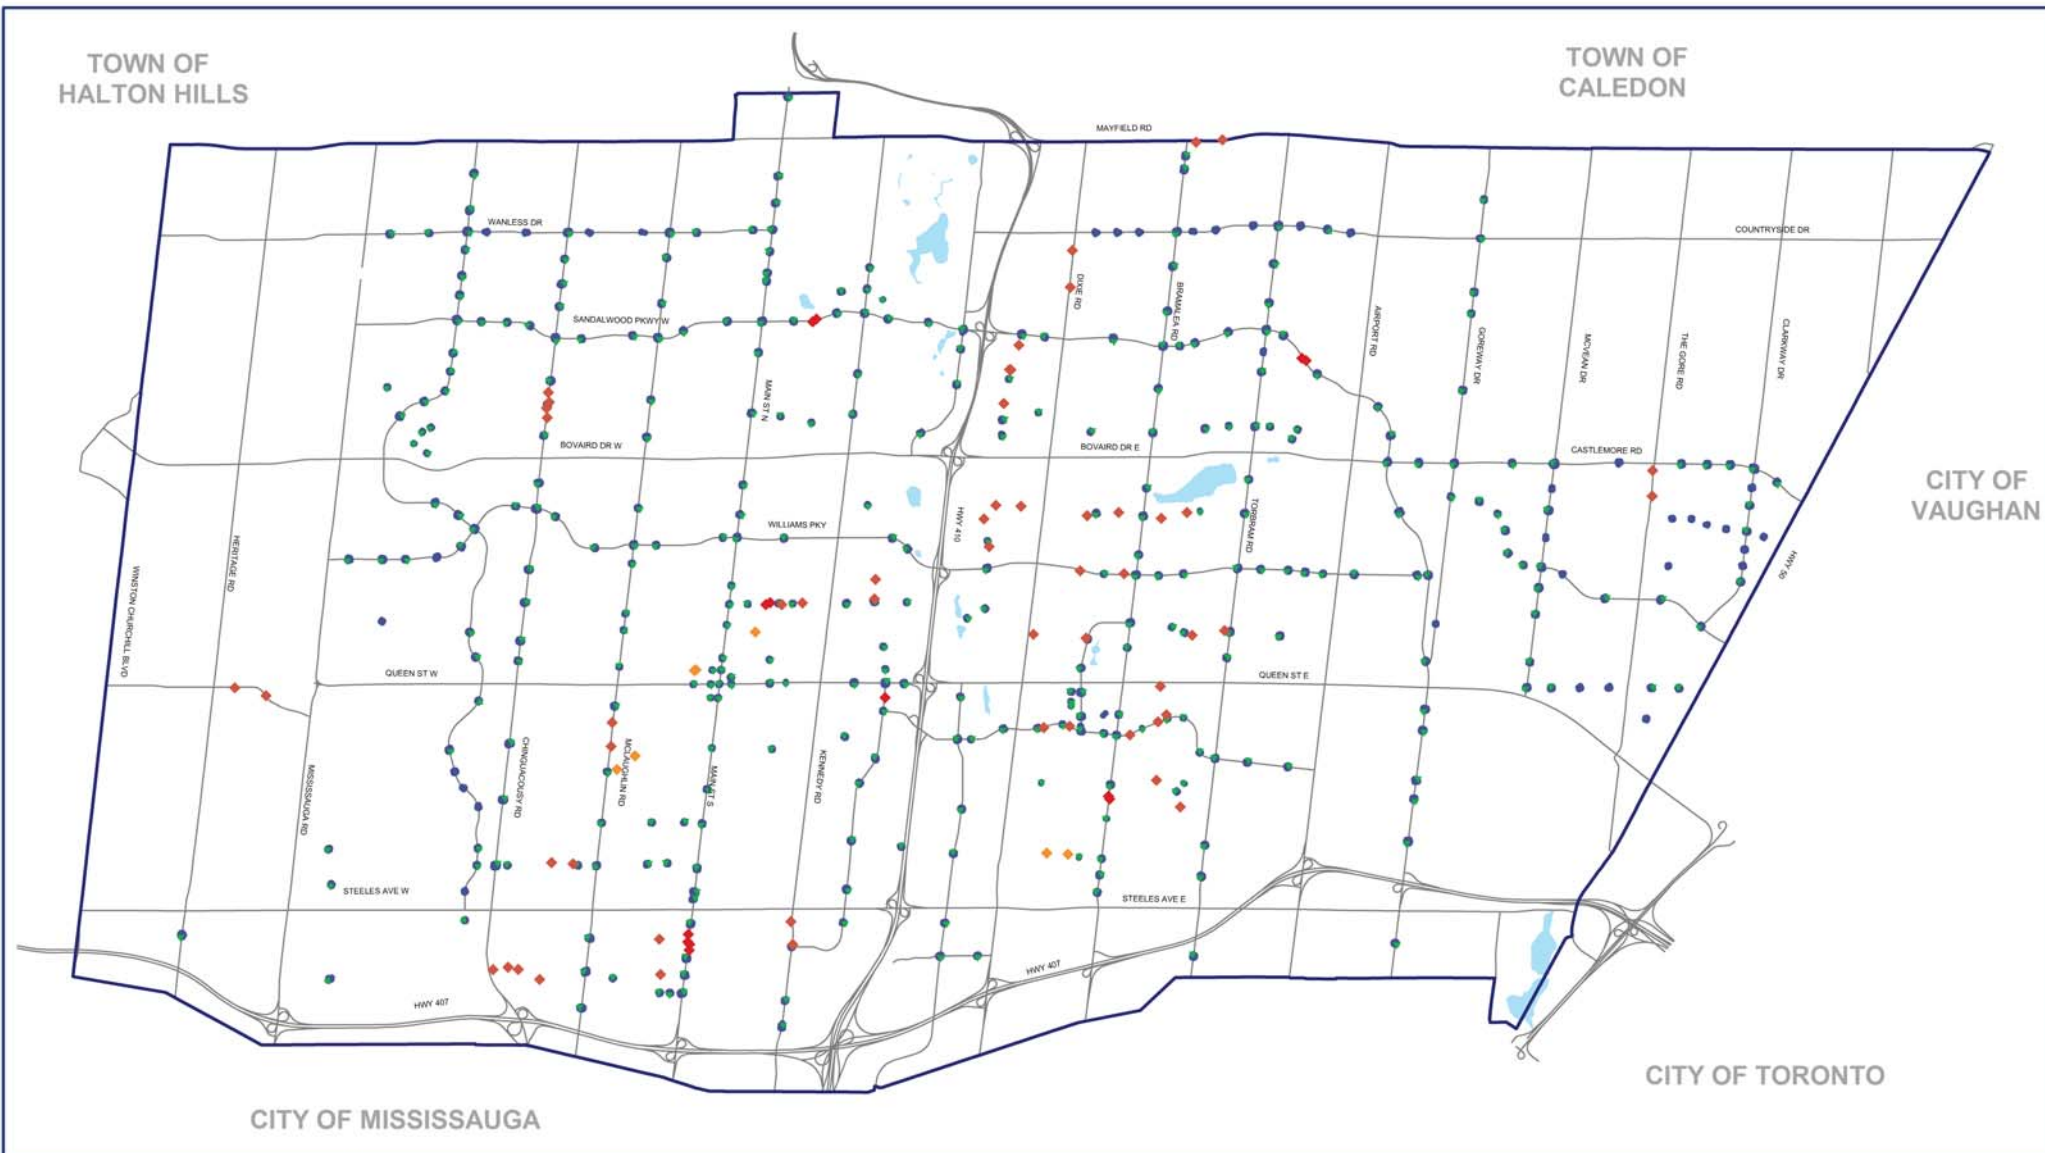 TOWN OF
HALTON HILLS
TOWN OF
CALEDON
MAYFIELD RD
WANLESS DR
COUNTRYSIDE DR
DIXIE RD
BRAMALEA RD
SANDALWOOD PKWY W
AIRPORT RD
GOREWAY DR
MCVEAN DR
THE GORE RD
CLARKWAY DR
MAIN ST N
BOVAIRD DR W
BOVAIRD DR E
CASTLEMORE RD
CITY OF
VAUGHAN
WILLIAMS PKY
HWY 410
TORBRAM RD
HWY 50
HERITAGE RD
WINSTON CHURCHILL BLVD
QUEEN ST W
QUEEN ST E
MISSISSAUGA RD
CHINGUACOUSY RD
MCLAUGHLIN RD
MAIN ST S
KENNEDY RD
STEELES AVE W
STEELES AVE E
HWY 407
HWY 407
CITY OF TORONTO
CITY OF MISSISSAUGA